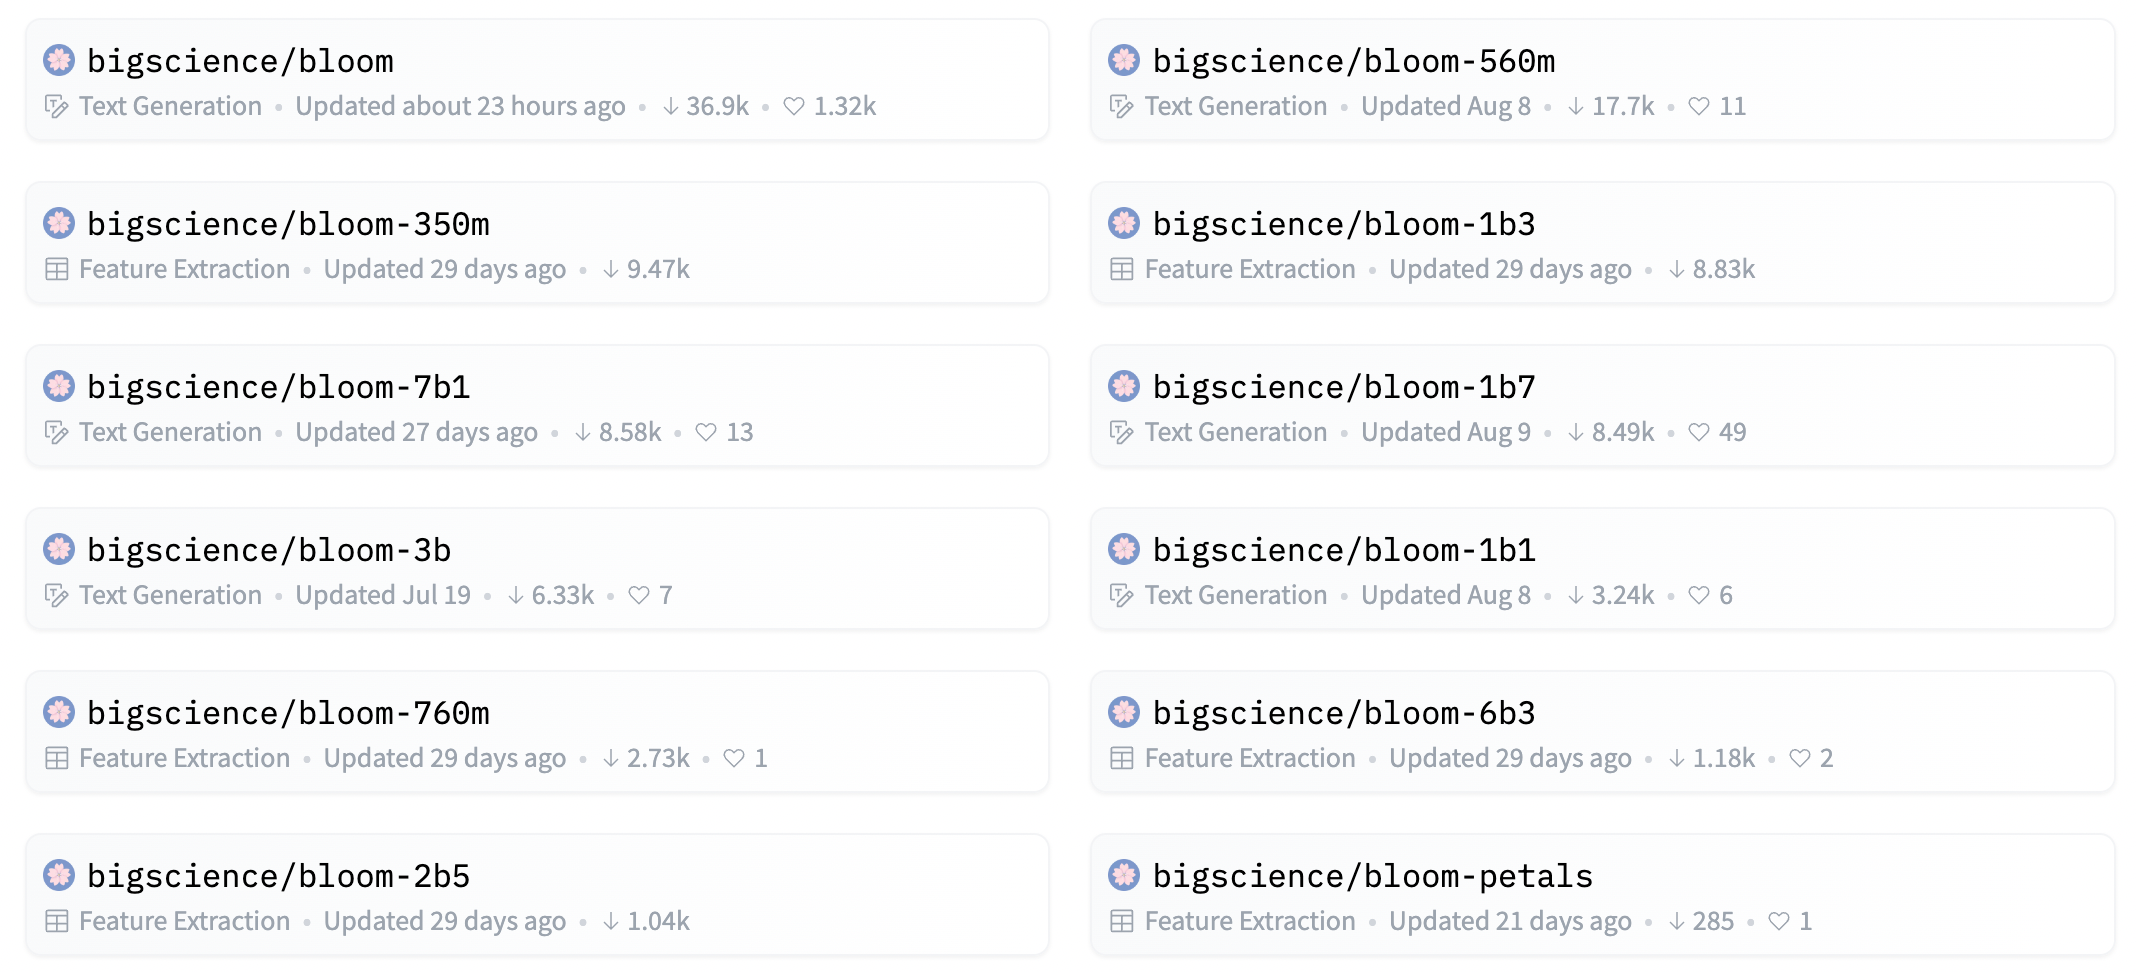 bigscience/bloom
Text Generation • Updated about 23 hours ago • ↓ 36.9k • ♡ 1.32k
bigscience/bloom-560m
Text Generation • Updated Aug 8 • ↓ 17.7k • ♡ 11
bigscience/bloom-350m
Feature Extraction • Updated 29 days ago • ↓ 9.47k
bigscience/bloom-1b3
Feature Extraction • Updated 29 days ago • ↓ 8.83k
bigscience/bloom-7b1
Text Generation • Updated 27 days ago • ↓ 8.58k • ♡ 13
bigscience/bloom-1b7
Text Generation • Updated Aug 9 • ↓ 8.49k • ♡ 49
bigscience/bloom-3b
Text Generation • Updated Jul 19 • ↓ 6.33k • ♡ 7
bigscience/bloom-1b1
Text Generation • Updated Aug 8 • ↓ 3.24k • ♡ 6
bigscience/bloom-760m
Feature Extraction • Updated 29 days ago • ↓ 2.73k • ♡ 1
bigscience/bloom-6b3
Feature Extraction • Updated 29 days ago • ↓ 1.18k • ♡ 2
bigscience/bloom-2b5
Feature Extraction • Updated 29 days ago • ↓ 1.04k
bigscience/bloom-petals
Feature Extraction • Updated 21 days ago • ↓ 285 • ♡ 1